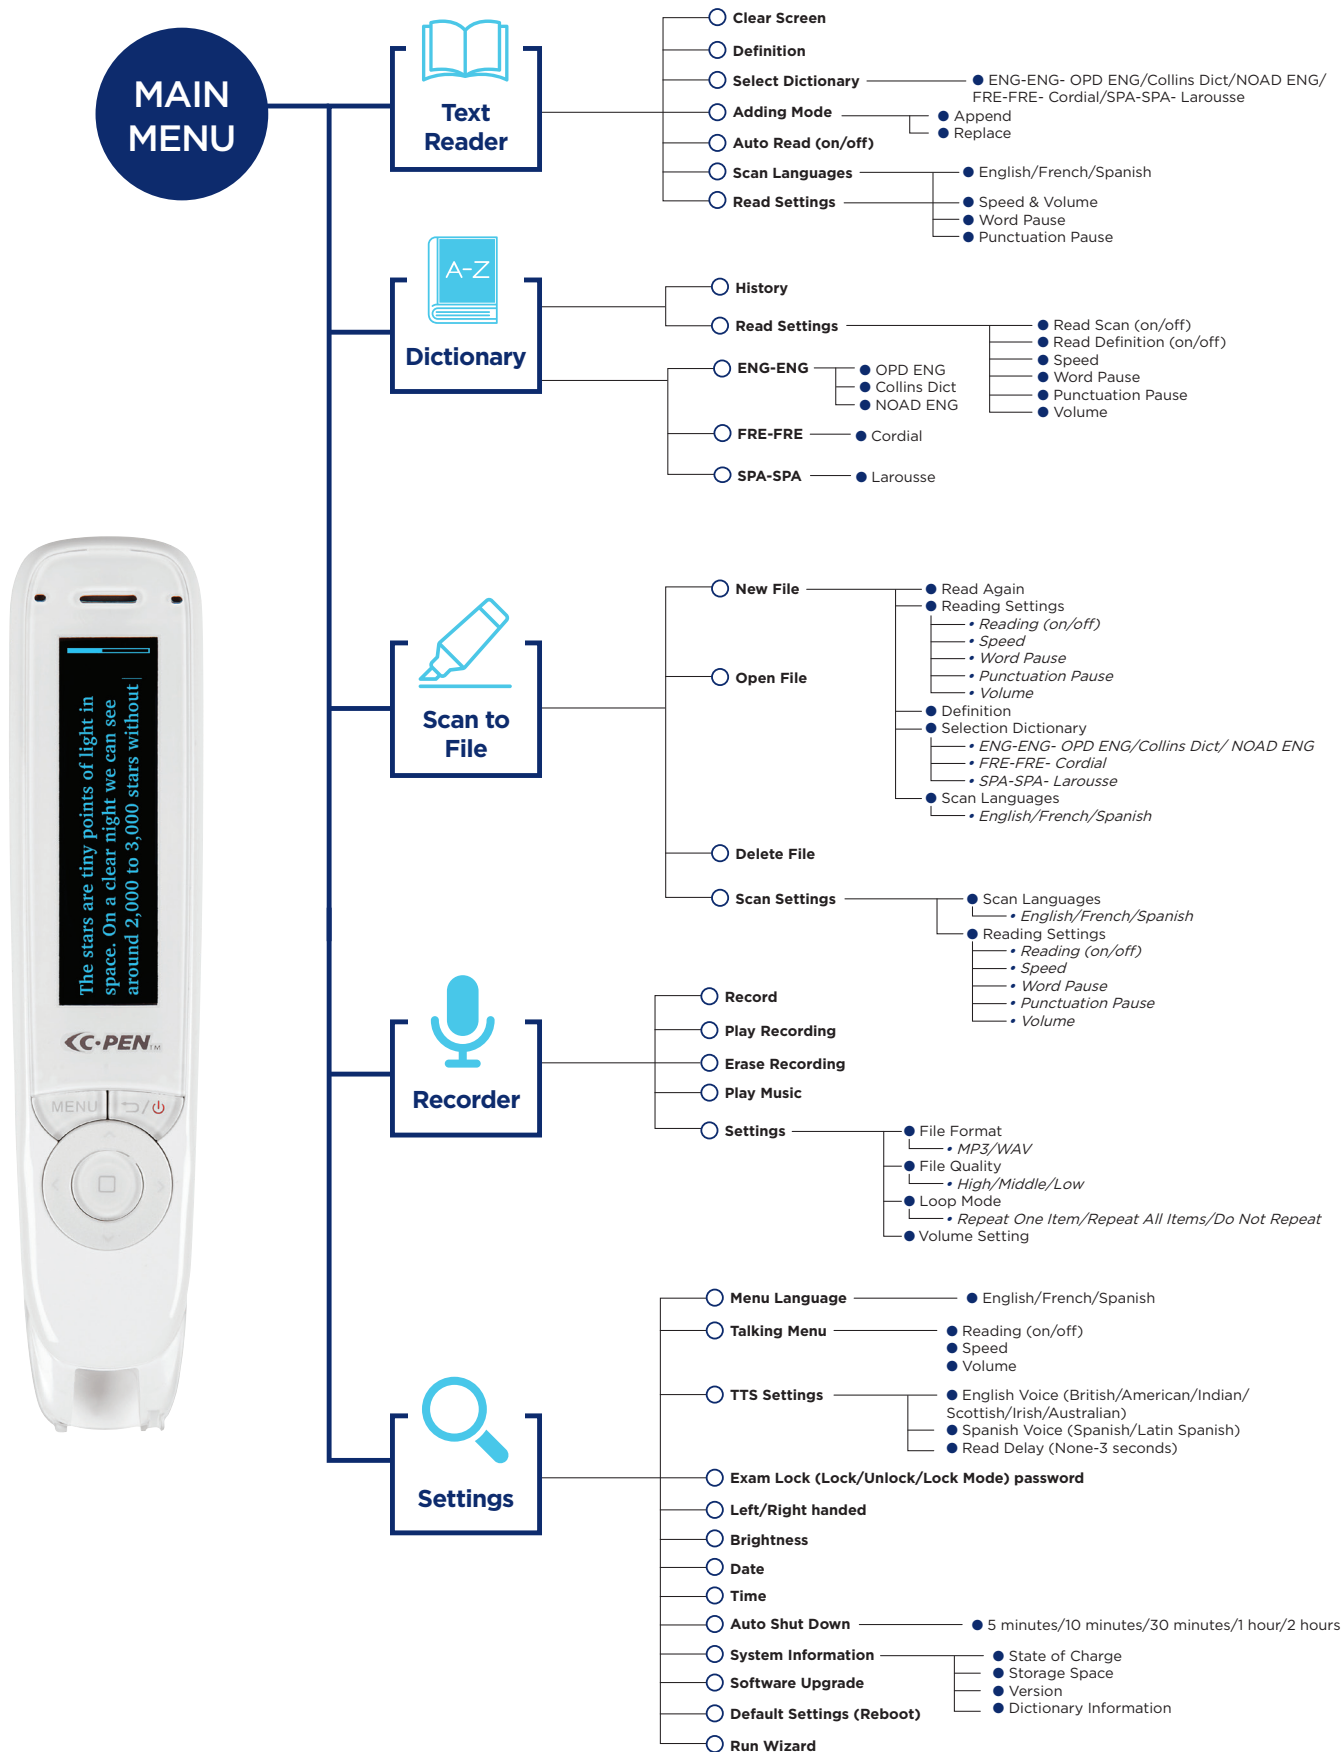 MAIN
MENU
Text
Reader
Clear Screen
Definition
Select Dictionary
ENG-ENG- OPD ENG/Collins Dict/NOAD ENG/
FRE-FRE- Cordial/SPA-SPA- Larousse
Adding Mode
Append
Replace
Auto Read (on/off)
Scan Languages
English/French/Spanish
Read Settings
Speed & Volume
Word Pause
Punctuation Pause
A-Z
Dictionary
History
Read Settings
Read Scan (on/off)
Read Definition (on/off)
Speed
Word Pause
Punctuation Pause
Volume
ENG-ENG
OPD ENG
Collins Dict
NOAD ENG
FRE-FRE
Cordial
SPA-SPA
Larousse
Scan to
File
New File
Read Again
Reading Settings
• Reading (on/off)
• Speed
• Word Pause
• Punctuation Pause
• Volume
Definition
Selection Dictionary
• ENG-ENG- OPD ENG/Collins Dict/ NOAD ENG
• FRE-FRE- Cordial
• SPA-SPA- Larousse
Scan Languages
• English/French/Spanish
Open File
Delete File
Scan Settings
Scan Languages
• English/French/Spanish
Reading Settings
• Reading (on/off)
• Speed
• Word Pause
• Punctuation Pause
• Volume
The stars are tiny points of light in
space. On a clear night we can see
around 2,000 to 3,000 stars without
C·PEN™
MENU
Recorder
Record
Play Recording
Erase Recording
Play Music
Settings
File Format
• MP3/WAV
File Quality
• High/Middle/Low
Loop Mode
• Repeat One Item/Repeat All Items/Do Not Repeat
Volume Setting
Settings
Menu Language
English/French/Spanish
Talking Menu
Reading (on/off)
Speed
Volume
TTS Settings
English Voice (British/American/Indian/
Scottish/Irish/Australian)
Spanish Voice (Spanish/Latin Spanish)
Read Delay (None-3 seconds)
Exam Lock (Lock/Unlock/Lock Mode) password
Left/Right handed
Brightness
Date
Time
Auto Shut Down
5 minutes/10 minutes/30 minutes/1 hour/2 hours
System Information
State of Charge
Storage Space
Version
Dictionary Information
Software Upgrade
Default Settings (Reboot)
Run Wizard